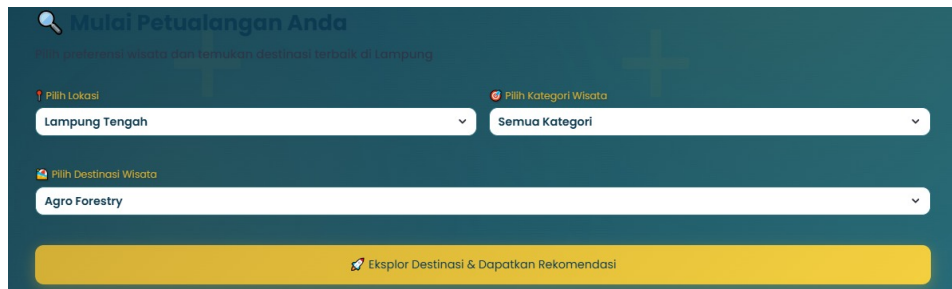 Mulai Petualangan Anda
Pilih preferensi wisata dan temukan destinasi terbaik di Lampung
Pilih Lokasi
Pilih Kategori Wisata
Lampung Tengah
Semua Kategori
Pilih Destinasi Wisata
Agro Forestry
Eksplor Destinasi & Dapatkan Rekomendasi